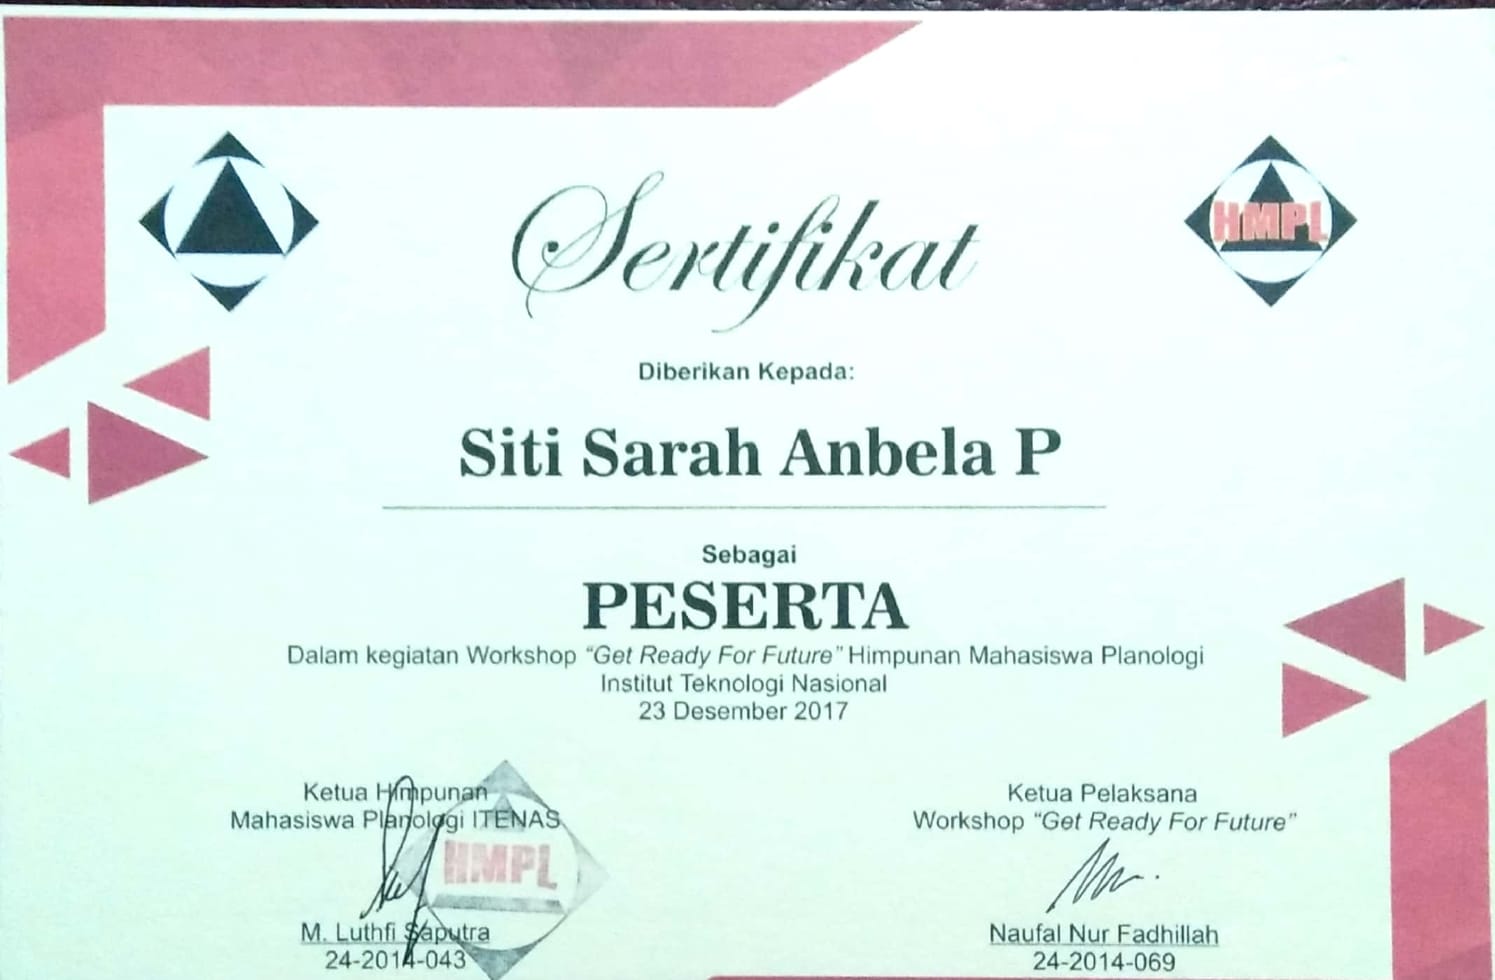 HMPL
Sertifikat
Diberikan Kepada:
Siti Sarah Anbela P
Sebagai
PESERTA
Dalam kegiatan Workshop “Get Ready For Future” Himpunan Mahasiswa Planologi
Institut Teknologi Nasional
23 Desember 2017
Ketua Himpunan
Mahasiswa Planologi ITENAS
HMPL
M. Luthfi Saputra
24-2014-043
Ketua Pelaksana
Workshop “Get Ready For Future”
Naufal Nur Fadhillah
24-2014-069